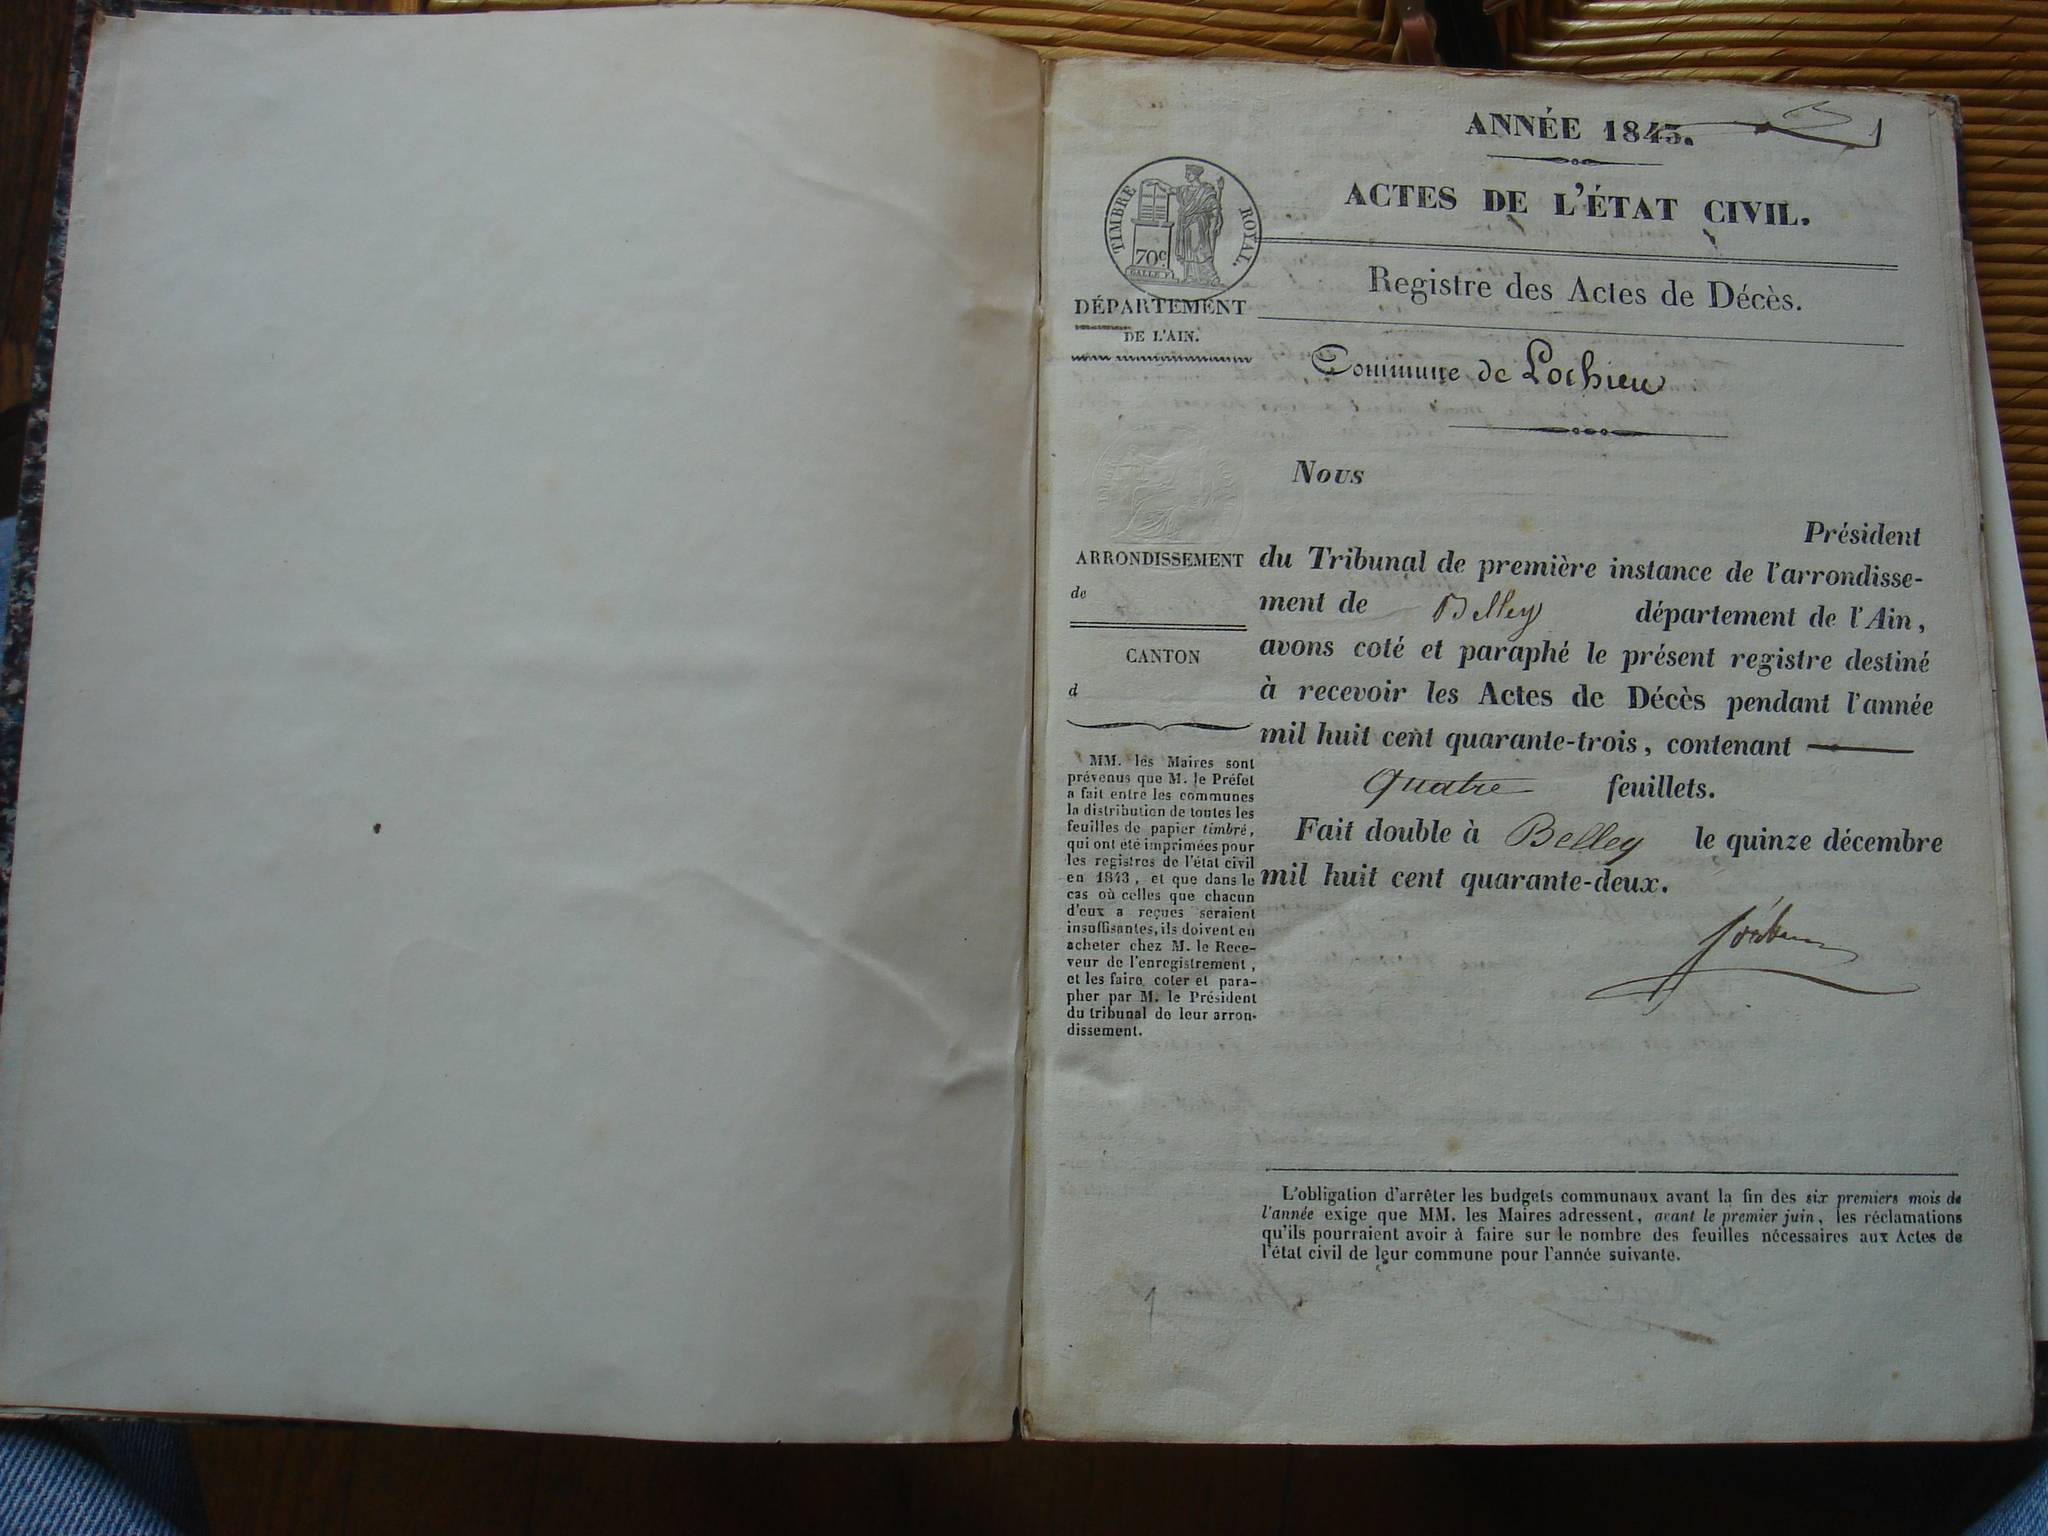 ANNÉE 1843.
1
ACTES DE L'ÉTAT CIVIL.
TIMBRE ROYAL.
70c.
Registre des Actes de Décès.
DÉPARTEMENT
DE L'AIN.
Commune de Lochieu
Nous
Président
ARRONDISSEMENT
de
CANTON
d
du Tribunal de première instance de l'arrondisse-
ment de Belley département de l'Ain,
avons coté et paraphé le présent registre destiné
à recevoir les Actes de Décès pendant l'année
mil huit cent quarante-trois, contenant
quatre feuillets.
Fait double à Belley le quinze décembre
mil huit cent quarante-deux.
MM. les Maires sont
prévenus que M. le Préfet
a fait entre les communes
la distribution de toutes les
feuilles de papier timbré,
qui ont été imprimées pour
les registres de l'état civil
en 1843, et que dans le
cas où celles que chacun
d'eux a reçues seraient
insuffisantes, ils doivent en
acheter chez M. le Rece-
veur de l'enregistrement,
et les faire coter et para-
pher par M. le Président
du tribunal de leur arron-
dissement.
L'obligation d'arrêter les budgets communaux avant la fin des six premiers mois de
l'année exige que MM. les Maires adressent, avant le premier juin, les réclamations
qu'ils pourraient avoir à faire sur le nombre des feuilles nécessaires aux Actes de
l'état civil de leur commune pour l'année suivante.